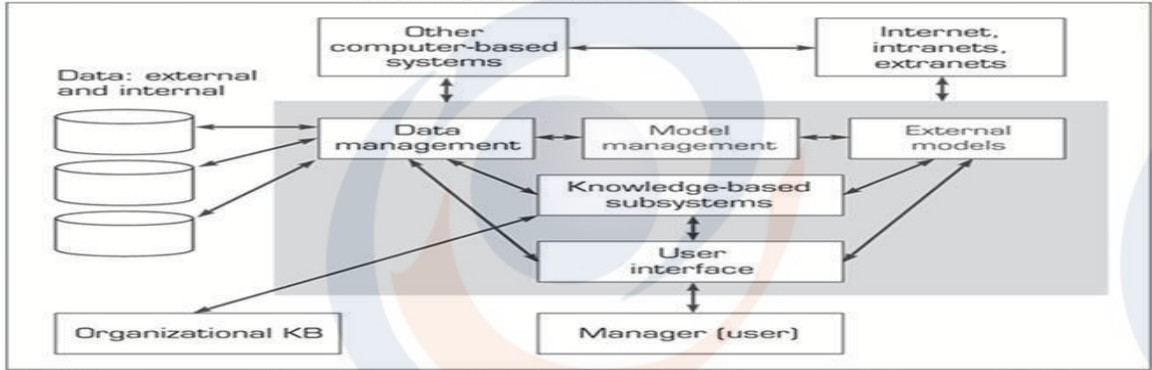 Other
computer-based
systems
Internet,
intranets,
extranets
Data: external
and internal
Data
management
Model
management
External
models
Knowledge-based
subsystems
User
interface
Organizational KB
Manager (user)